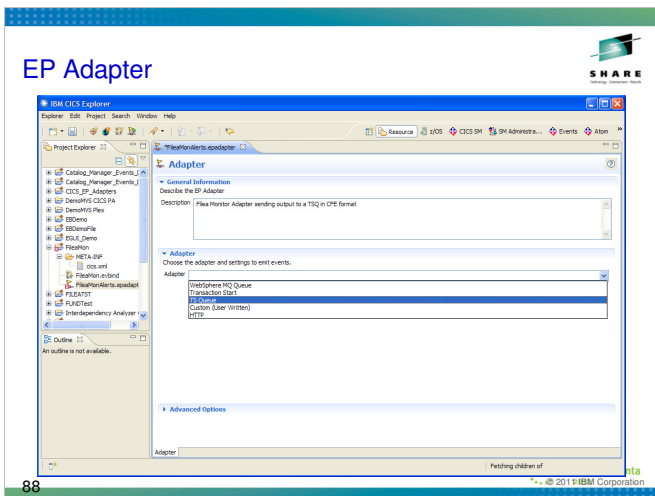 EP Adapter
SHARE
Technology · Connections · Results
IBM CICS Explorer
Explorer Edit Project Search Window Help
Resource z/OS CICS SM SM Administra... Events Atom »
Project Explorer
*FileaMonAlerts.epadapter
Catalog_Manager_Events_(
Catalog_Manager_Events_(
CICS_EP_Adapters
DemoMVS CICS PA
DemoMVS Plex
EBDemo
EBDemoFile
EGUI_Demo
FileaMon
META-INF
cics.xml
FileaMon.evbind
FileaMonAlerts.epadapt
FILEATST
FUNDTest
Interdependency Analyzer
Outline
An outline is not available.
Adapter
General Information
Describe the EP Adapter
Description Filea Monitor Adapter sending output to a TSQ in CFE format
Adapter
Choose the adapter and settings to emit events.
Adapter
WebSphere MQ Queue
Transaction Start
TS Queue
Custom (User Written)
HTTP
Advanced Options
Adapter
Fetching children of
88
nta
© 2011 IBM Corporation